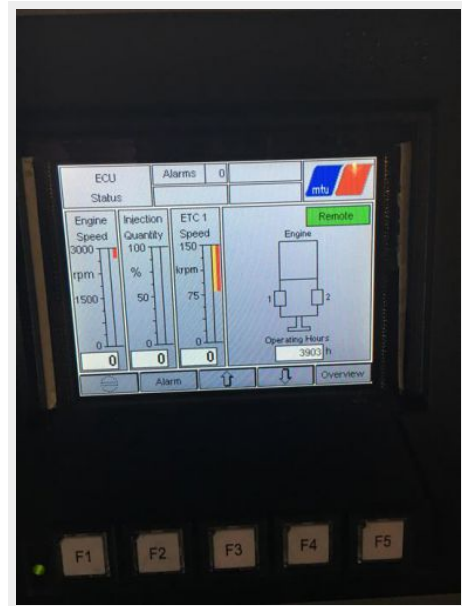 ECU
Status
Alarms 0
mtu
Engine
Speed
3000
rpm
1500
0
0
Injection
Quantity
100
%
50
0
0
ETC 1
Speed
150
krpm
75
0
0
Remote
Engine
1 2
Operating Hours
3903 h
Alarm
Overview
F1 F2 F3 F4 F5